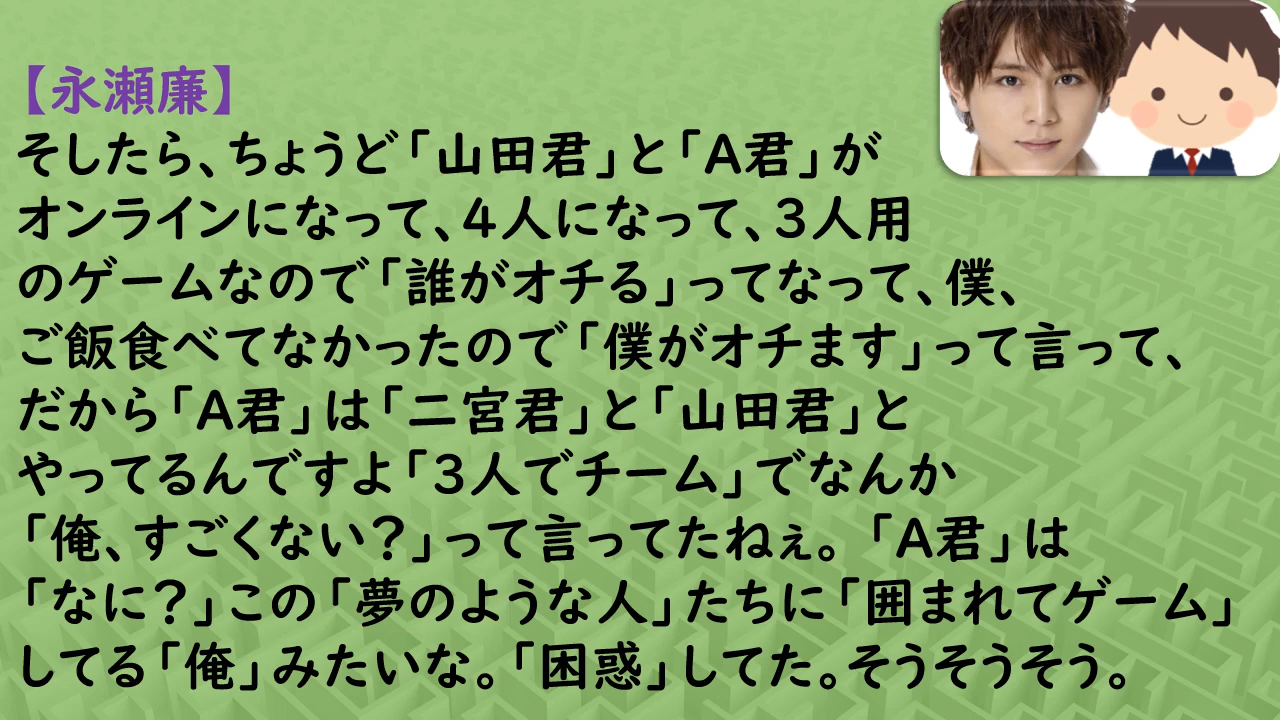 【永瀬廉】
そしたら、ちょうど「山田君」と「A君」が
オンラインになって、4人になって、3人用
のゲームなので「誰がオチる」ってなって、僕、
ご飯食べてなかったので「僕がオチます」って言って、
だから「A君」は「二宮君」と「山田君」と
やってるんですよ「3人でチーム」でなんか
「俺、すごくない?」って言ってたねぇ。「A君」は
「なに?」この「夢のような人」たちに「囲まれてゲーム」
してる「俺」みたいな。「困惑」してた。そうそうそう。